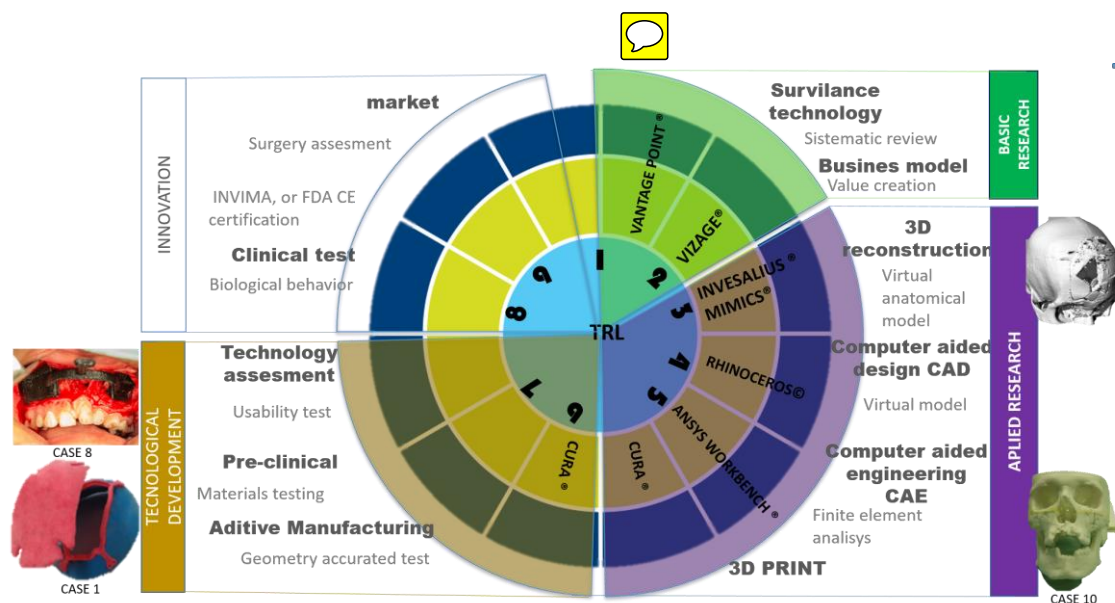 market
Surgery assesment
INVIMA, or FDA CE
certification
Clinical test
Biological behavior
INNOVATION
Survilance
technology
Sistematic review
Busines model
Value creation
BASIC
RESEARCH
3D
reconstruction
Virtual
anatomical
model
Computer aided
design CAD
Virtual model
Computer aided
engineering
CAE
Finite element
analisys
3D PRINT
APLIED RESEARCH
CASE 10
Technology
assesment
Usability test
Pre-clinical
Materials testing
Aditive Manufacturing
Geometry accurated test
TECNOLOGICAL
DEVELOPMENT
CASE 8
CASE 1
VANTAGE POINT ®
VIZAGE®
INVESALIUS ®
MIMICS®
RHINOCEROS©
ANSYS WORKBENCH ®
CURA ®
CURA ®
TRL
1
2
3
4
5
6
7
8
9